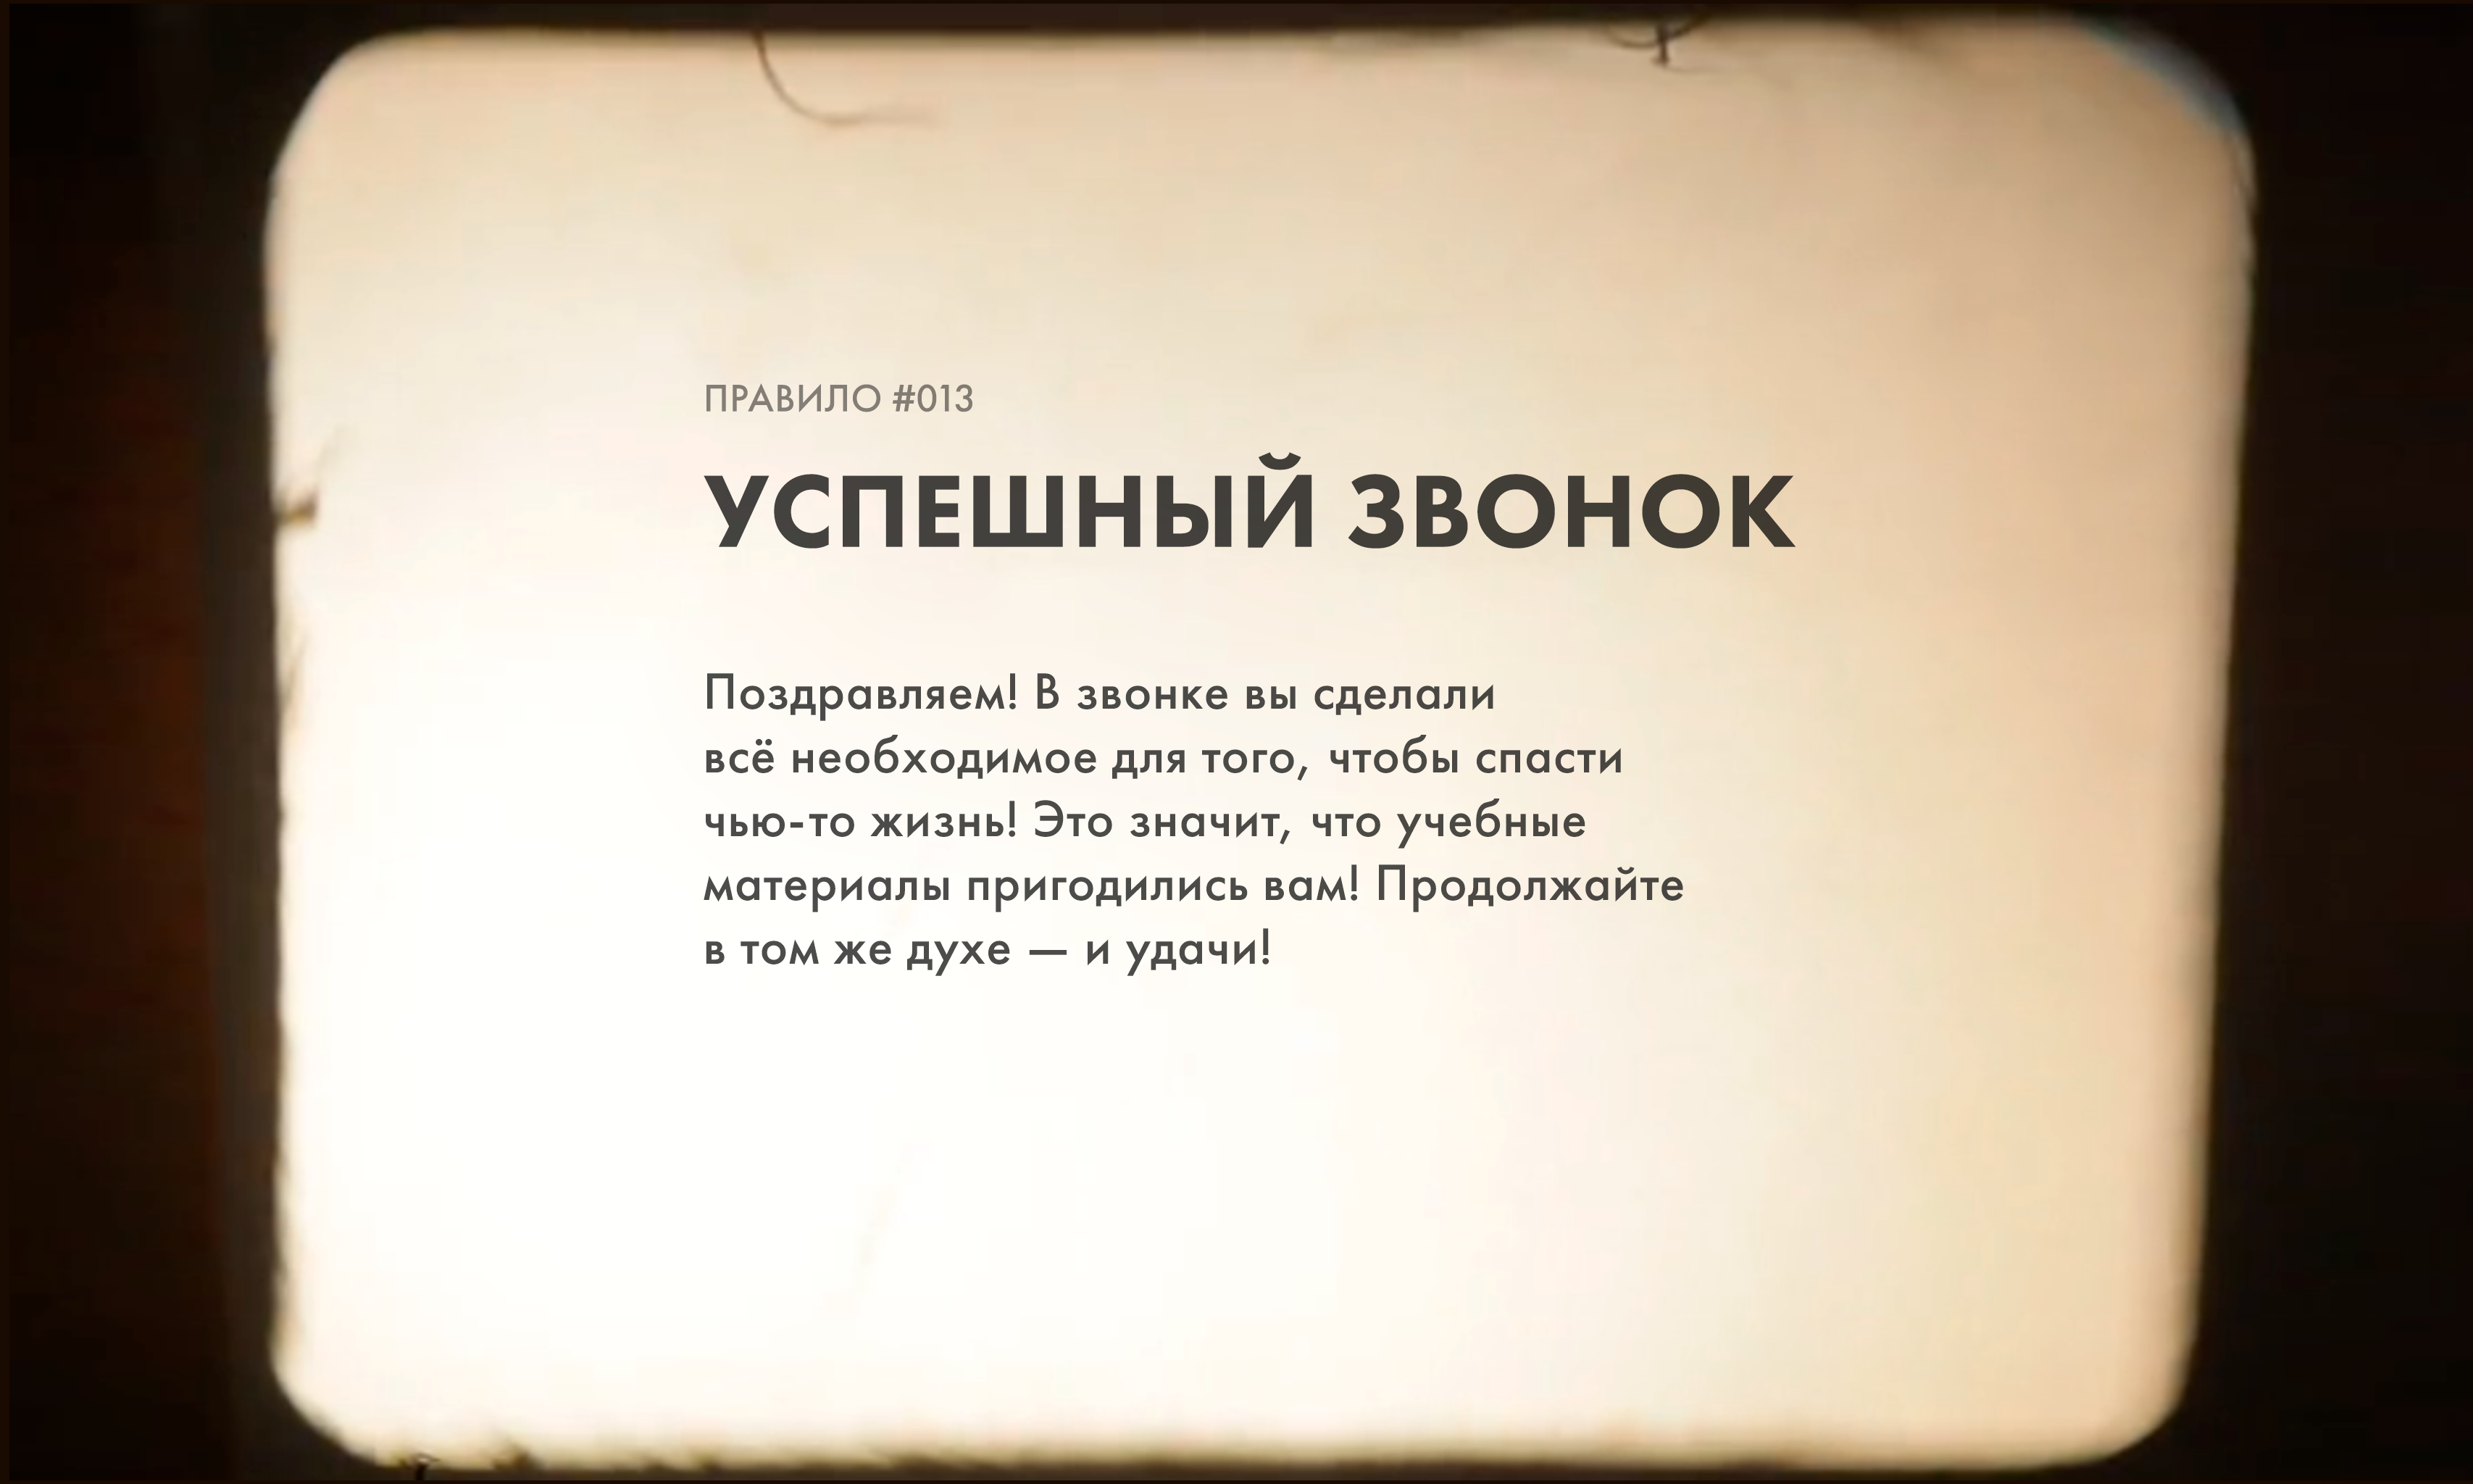 ПРАВИЛО #013
УСПЕШНЫЙ ЗВОНОК
Поздравляем! В звонке вы сделали
всё необходимое для того, чтобы спасти
чью-то жизнь! Это значит, что учебные
материалы пригодились вам! Продолжайте
в том же духе — и удачи!